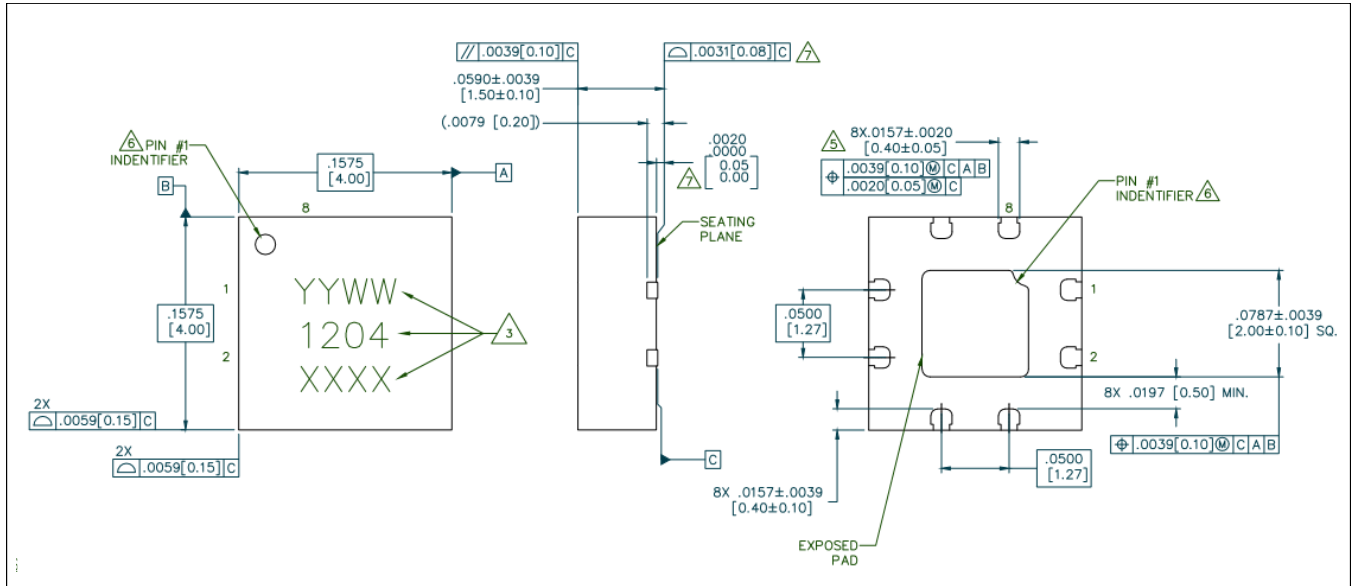 // .0039[0.10] C
⌓ .0031[0.08] C 7
.0590±.0039
[1.50±0.10]
(.0079 [0.20])
.0020
.0000
[0.05
0.00]
7
6 PIN #1
INDENTIFIER
.1575
[4.00]
A
B
8
1
2
.1575
[4.00]
YYWW
1204
XXXX
3
2X
⌓ .0059[0.15] C
2X
⌓ .0059[0.15] C
SEATING
PLANE
C
5 8X.0157±.0020
[0.40±0.05]
⌖ .0039[0.10]Ⓜ C A B
.0020[0.05]Ⓜ C
PIN #1
INDENTIFIER 6
8
1
2
.0500
[1.27]
.0787±.0039
[2.00±0.10] SQ.
8X .0197 [0.50] MIN.
⌖ .0039[0.10]Ⓜ C A B
.0500
[1.27]
8X .0157±.0039
[0.40±0.10]
EXPOSED
PAD